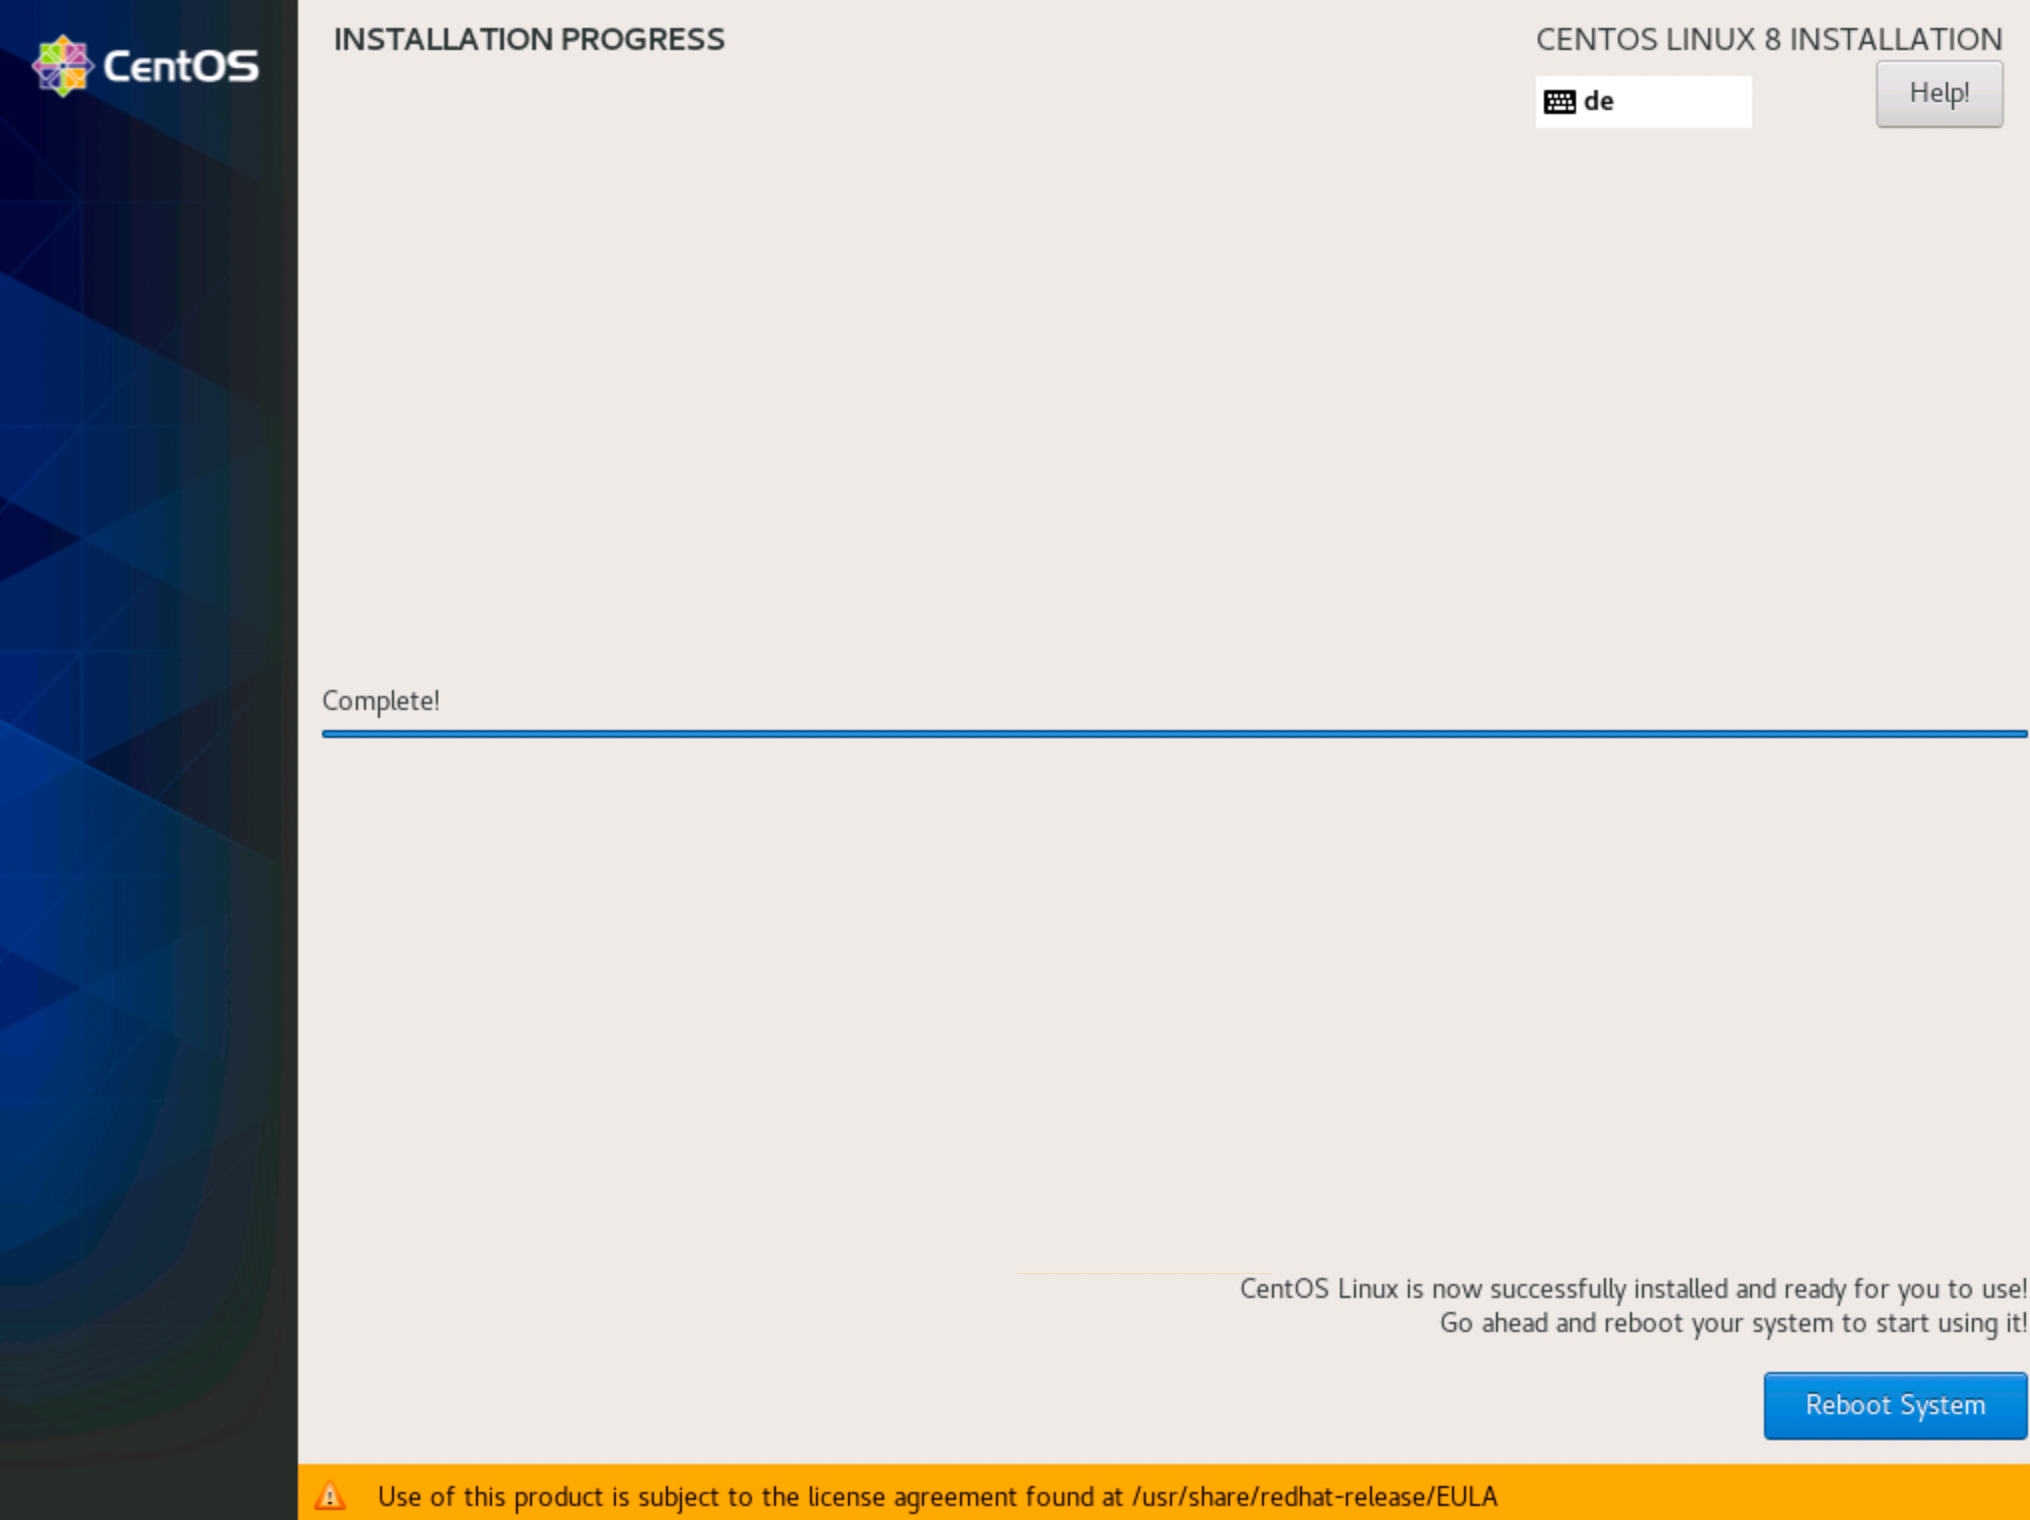 CentOS
INSTALLATION PROGRESS
CENTOS LINUX 8 INSTALLATION
de
Help!
Complete!
CentOS Linux is now successfully installed and ready for you to use!
Go ahead and reboot your system to start using it!
Reboot System
Use of this product is subject to the license agreement found at /usr/share/redhat-release/EULA